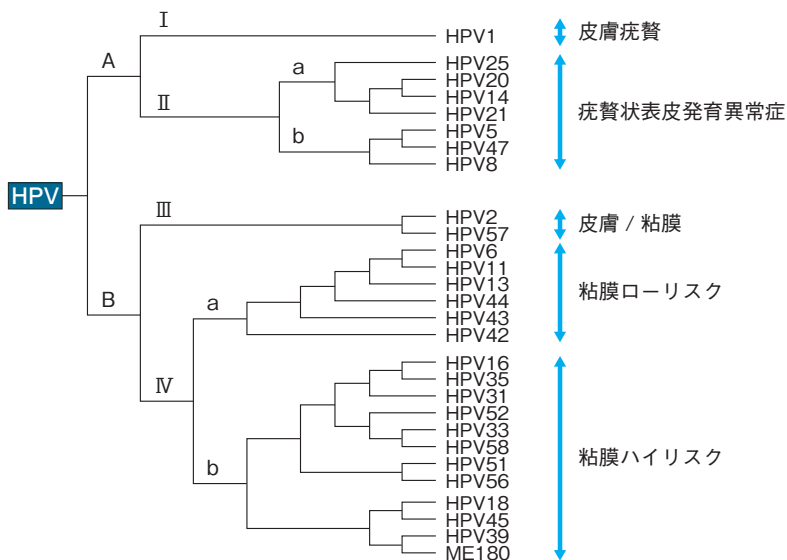 I
HPV1
皮膚疣贅
A
a
HPV25
HPV20
HPV14
HPV21
II
疣贅状表皮発育異常症
b
HPV5
HPV47
HPV8
HPV
III
HPV2
HPV57
皮膚 / 粘膜
B
a
HPV6
HPV11
HPV13
HPV44
HPV43
HPV42
粘膜ローリスク
IV
HPV16
HPV35
HPV31
HPV52
HPV33
HPV58
HPV51
HPV56
粘膜ハイリスク
b
HPV18
HPV45
HPV39
ME180